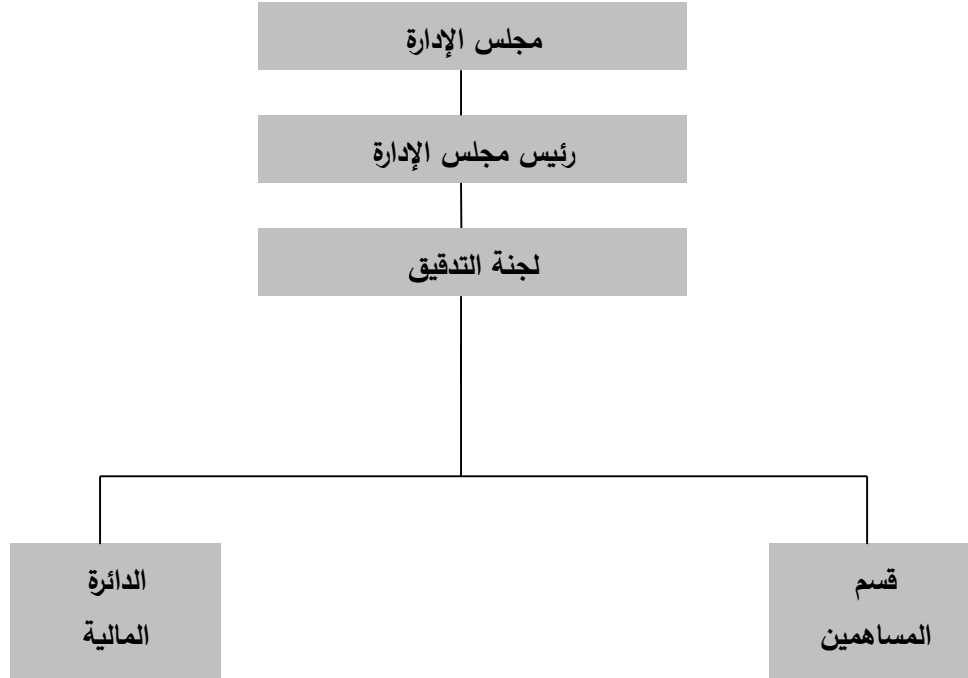 مجلس الإدارة
رئيس مجلس الإدارة
لجنة التدقيق
قسم
المساهمين
الدائرة
المالية